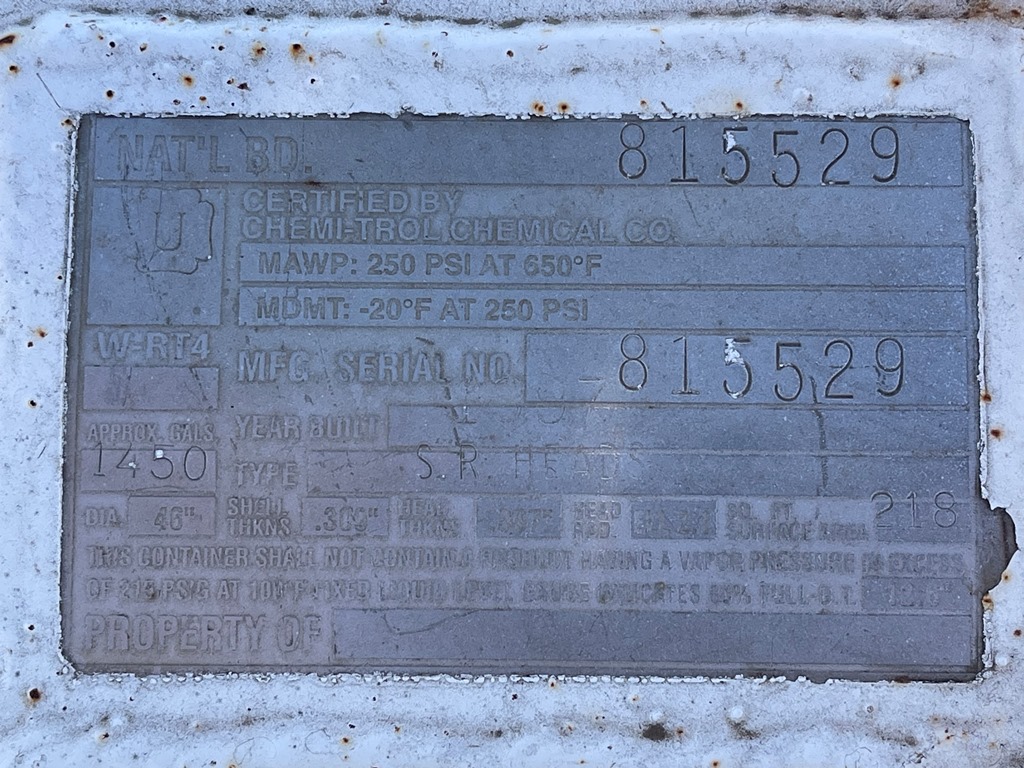 NAT'L BD. 815529
U
CERTIFIED BY
CHEMI-TROL CHEMICAL CO.
MAWP: 250 PSI AT 650°F
MDMT: -20°F AT 250 PSI
W-RT4
MFG. SERIAL NO. 815529
APPROX. GALS. YEAR BUILT
1450 TYPE S.R. HEADS
DIA. 46" SHELL THKNS HEAD THKNS HEAD RAD. SQ. FT. SURFACE AREA 218
THIS CONTAINER SHALL NOT CONTAIN A PRODUCT HAVING A VAPOR PRESSURE IN EXCESS
OF 215 PSIG AT 100°F FIXED LIQUID LEVEL GAUGE INDICATES FULL-D.T.
PROPERTY OF